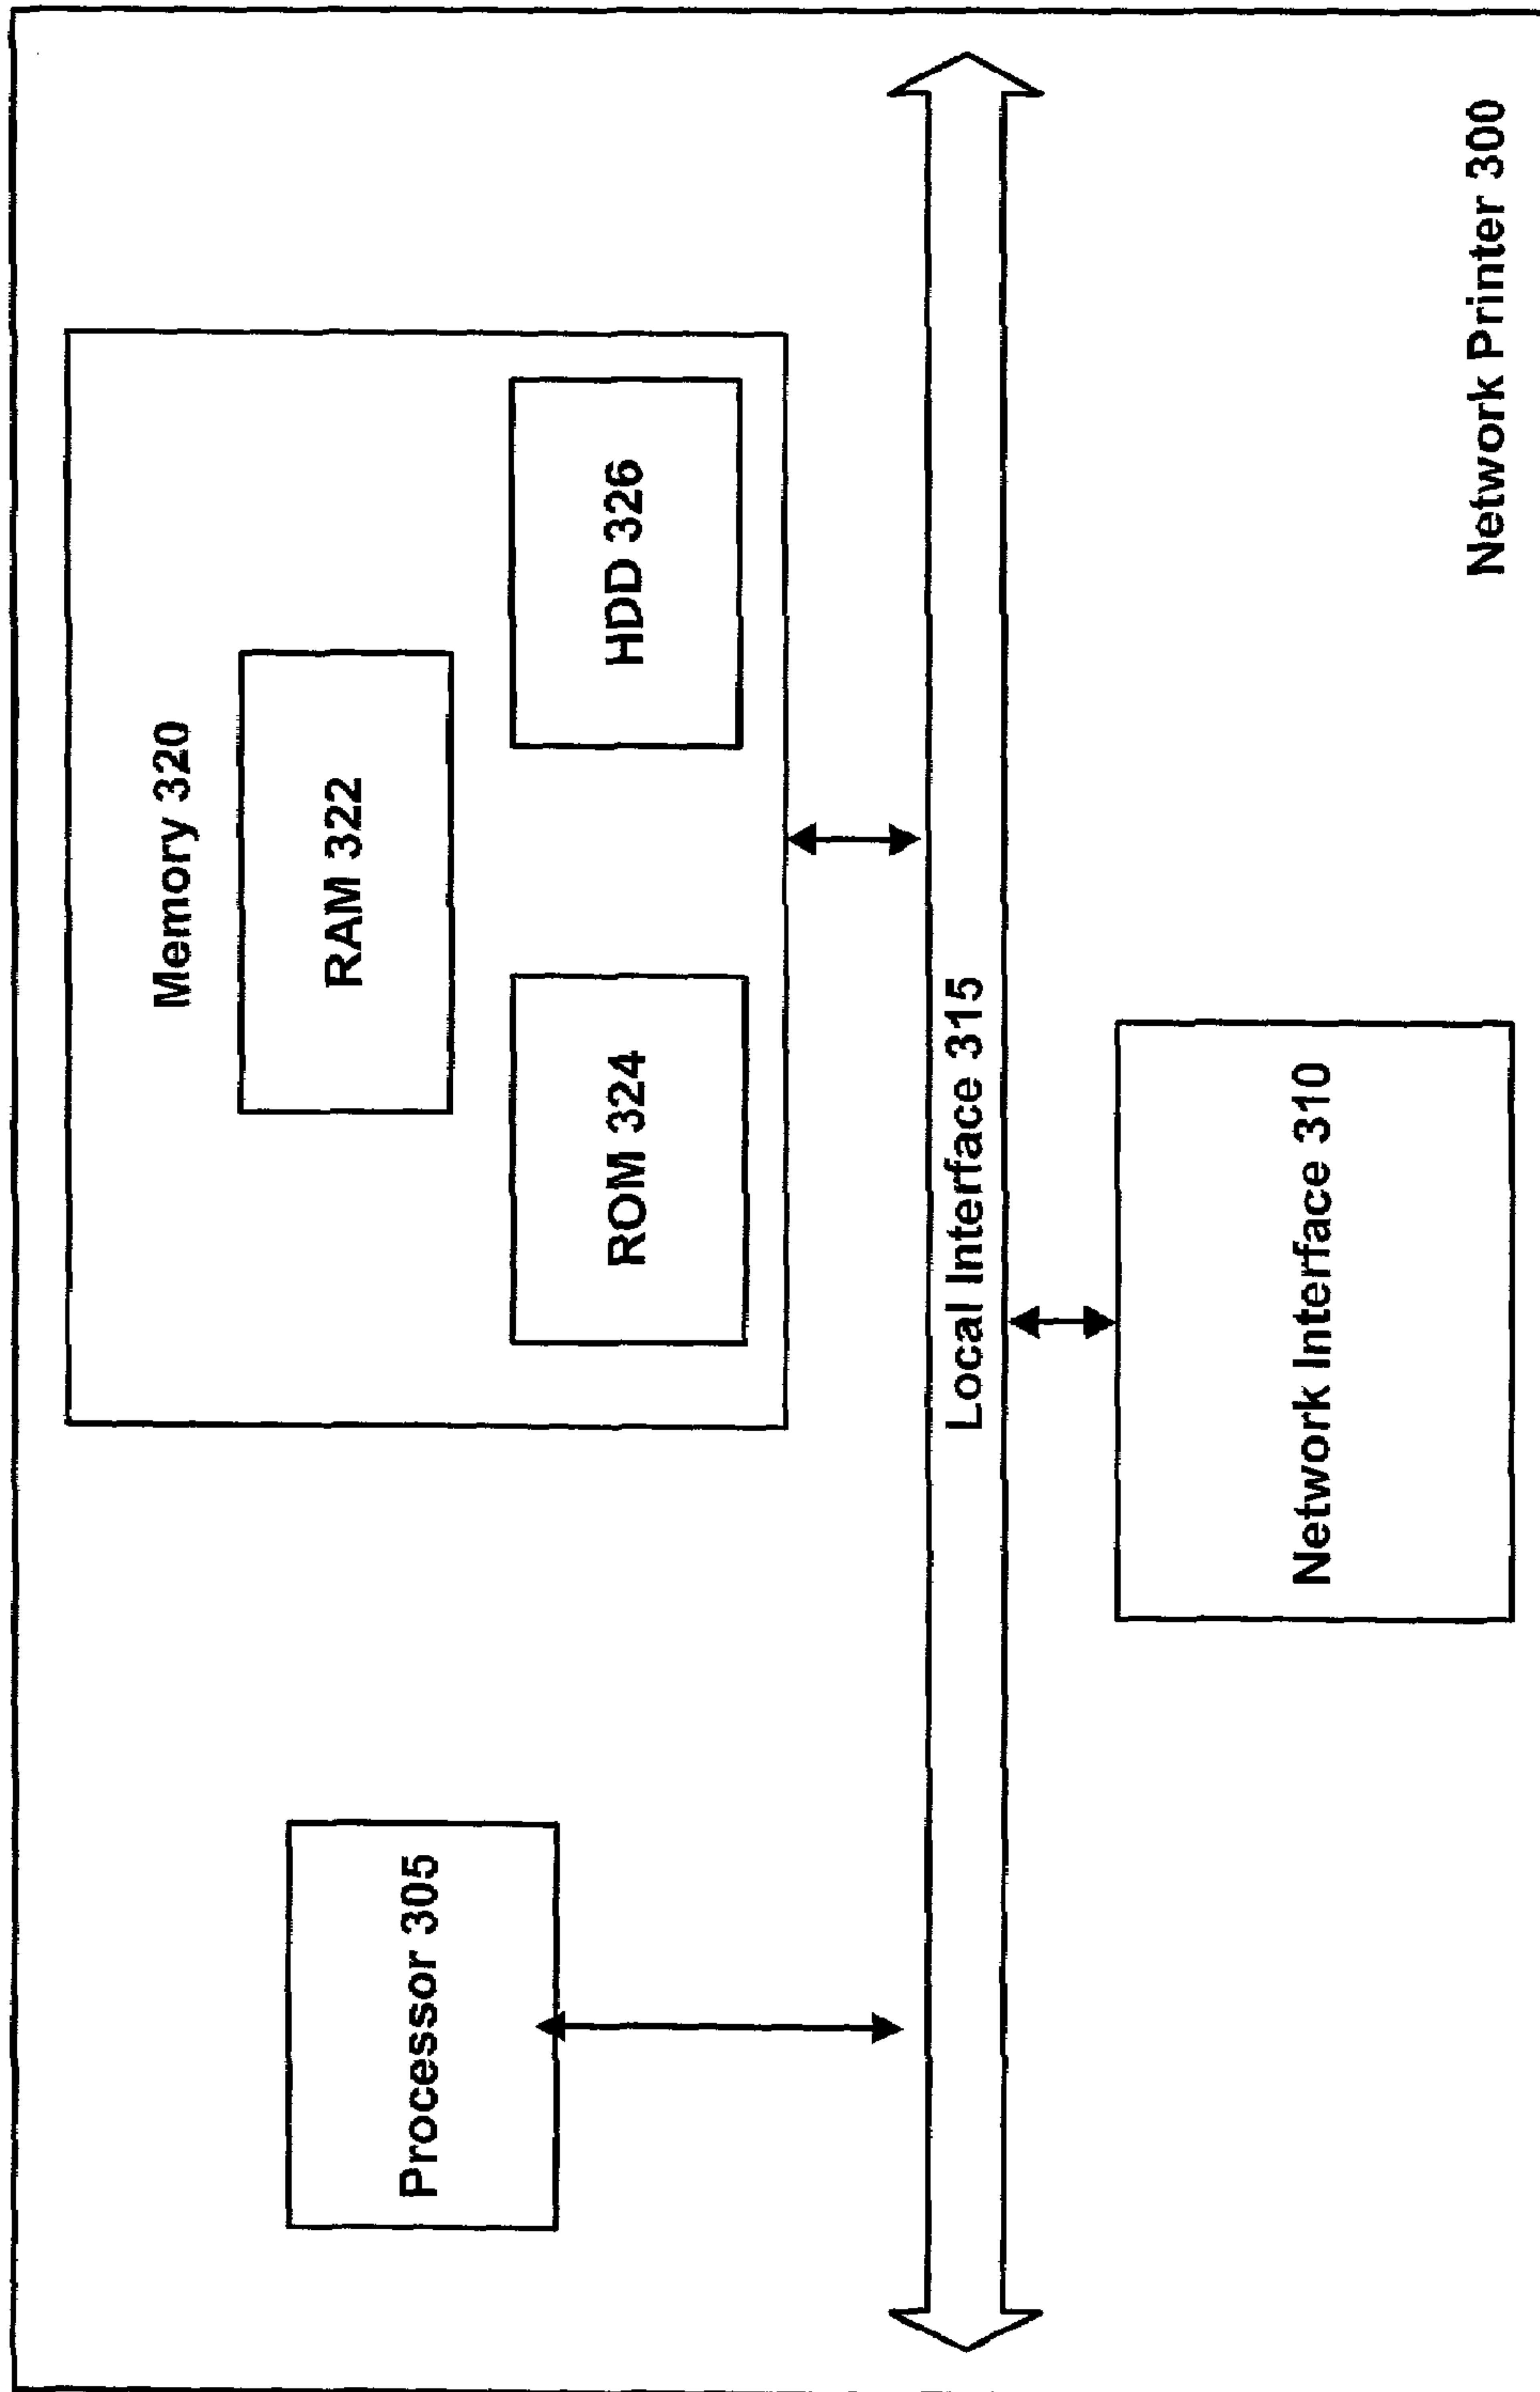 Memory 320
RAM 322
Processor 305
ROM 324
HDD 326
Local Interface 315
Network Interface 310
Network Printer 300